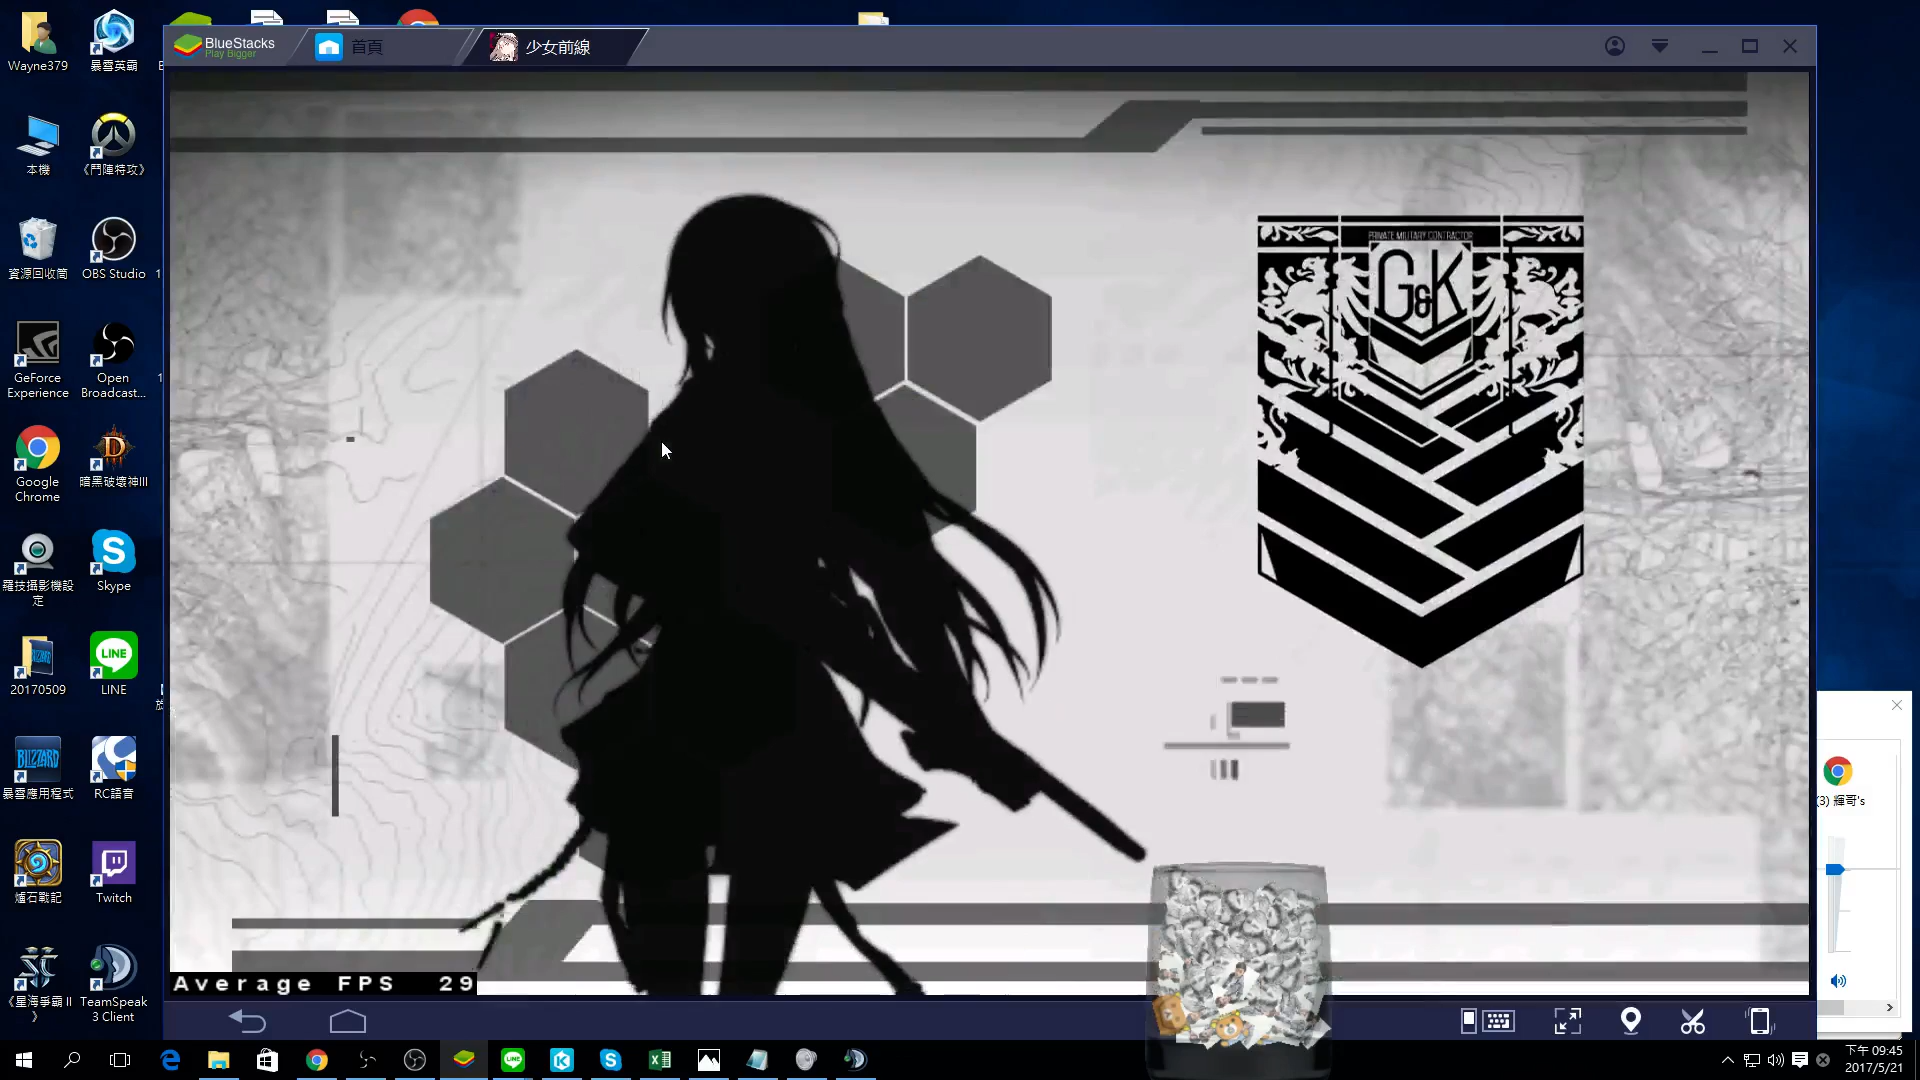 BlueStacks
Play Bigger
首頁
少女前線
Wayne379
暴雪英霸
本機
《鬥陣特攻》
資源回收筒
OBS Studio
GeForce
Experience
Open
Broadcast...
Google
Chrome
暗黑破壞神III
羅技攝影機設
定
Skype
20170509
LINE
暴雪應用程式
RC語音
爐石戰記
Twitch
《星海爭霸 II
》
TeamSpeak
3 Client
PRIVATE MILITARY CONTRACTOR
G&K
(3) 輝哥's
Average FPS 29
下午 09:45
2017/5/21